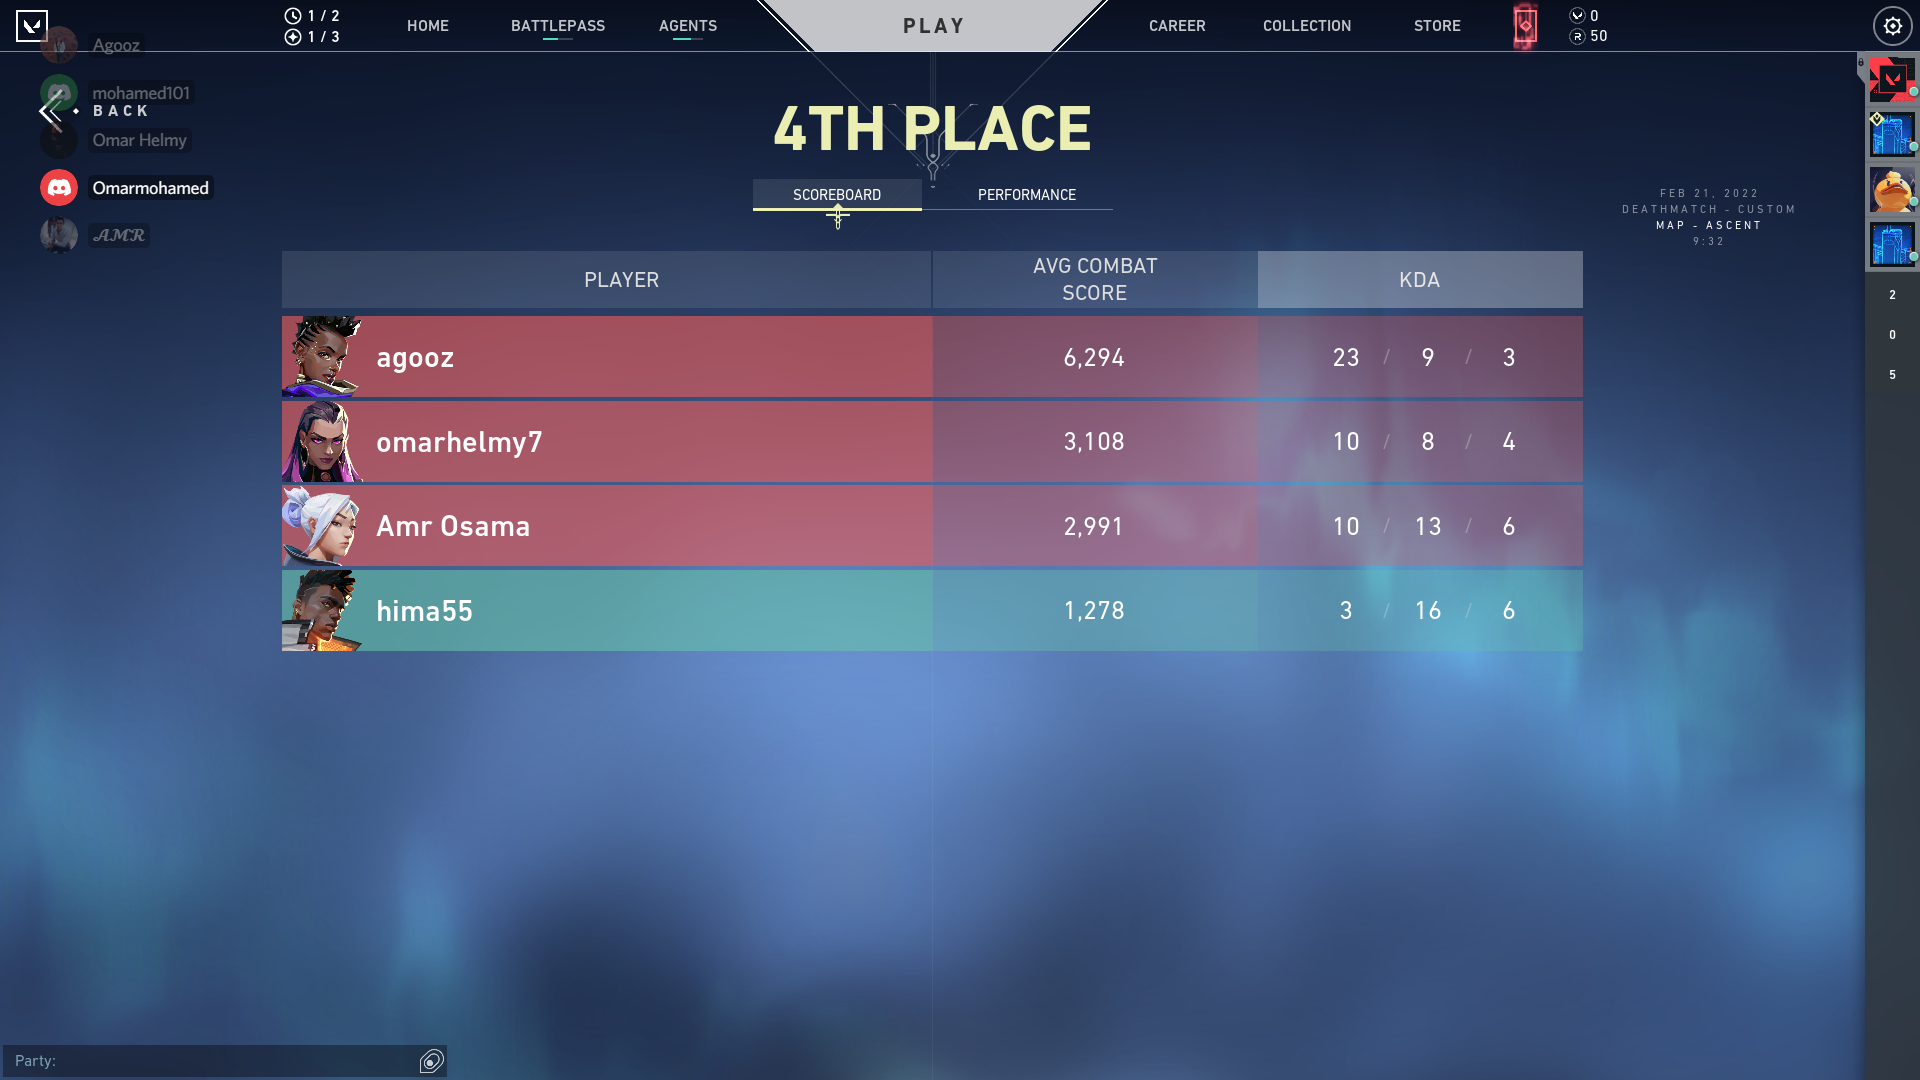 1 / 2
1 / 3
HOME
BATTLEPASS
AGENTS
PLAY
CAREER
COLLECTION
STORE
0
50
Agooz
mohamed101
BACK
Omar Helmy
Omarmohamed
AMR
4TH PLACE
SCOREBOARD
PERFORMANCE
FEB 21, 2022
DEATHMATCH - CUSTOM
MAP - ASCENT
9:32
PLAYER
AVG COMBAT
SCORE
KDA
agooz 6,294 23 / 9 / 3
omarhelmy7 3,108 10 / 8 / 4
Amr Osama 2,991 10 / 13 / 6
hima55 1,278 3 / 16 / 6
2
0
5
Party: